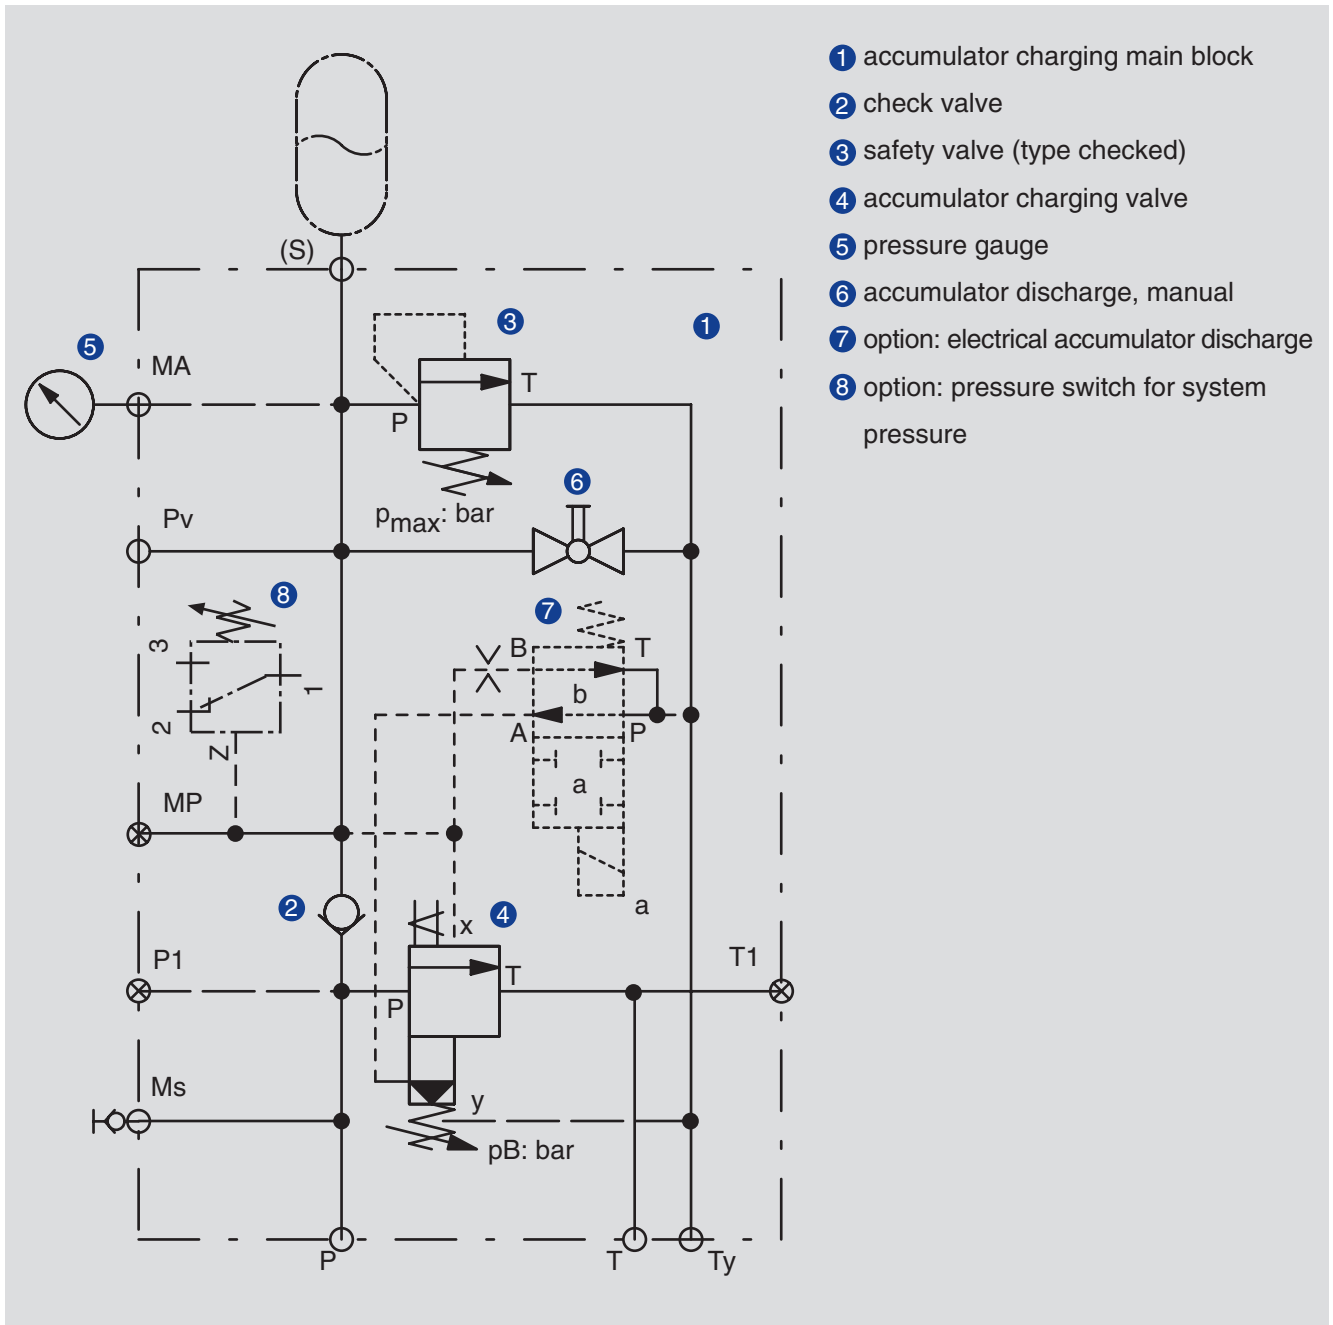 1 accumulator charging main block
2 check valve
3 safety valve (type checked)
4 accumulator charging valve
5 pressure gauge
6 accumulator discharge, manual
7 option: electrical accumulator discharge
8 option: pressure switch for system
pressure
(S)
3
1
5
MA
T
P
6
Pv
pmax: bar
8
7
3
B
T
1
b
2
A
P
Z
a
MP
a
2
4
x
P1
T1
T
P
Ms
y
pB: bar
P
T
Ty